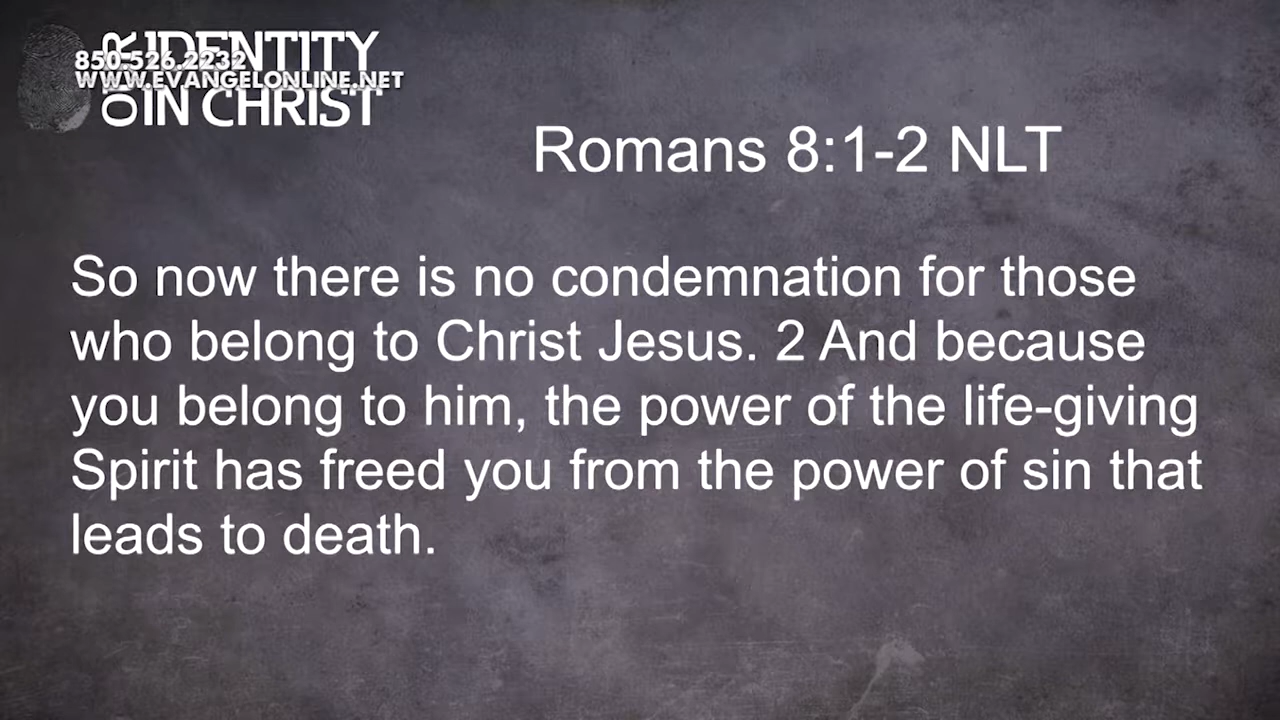 OUR IDENTITY
IN CHRIST
850.526.2232
WWW.EVANGELONLINE.NET
Romans 8:1-2 NLT
So now there is no condemnation for those
who belong to Christ Jesus. 2 And because
you belong to him, the power of the life-giving
Spirit has freed you from the power of sin that
leads to death.